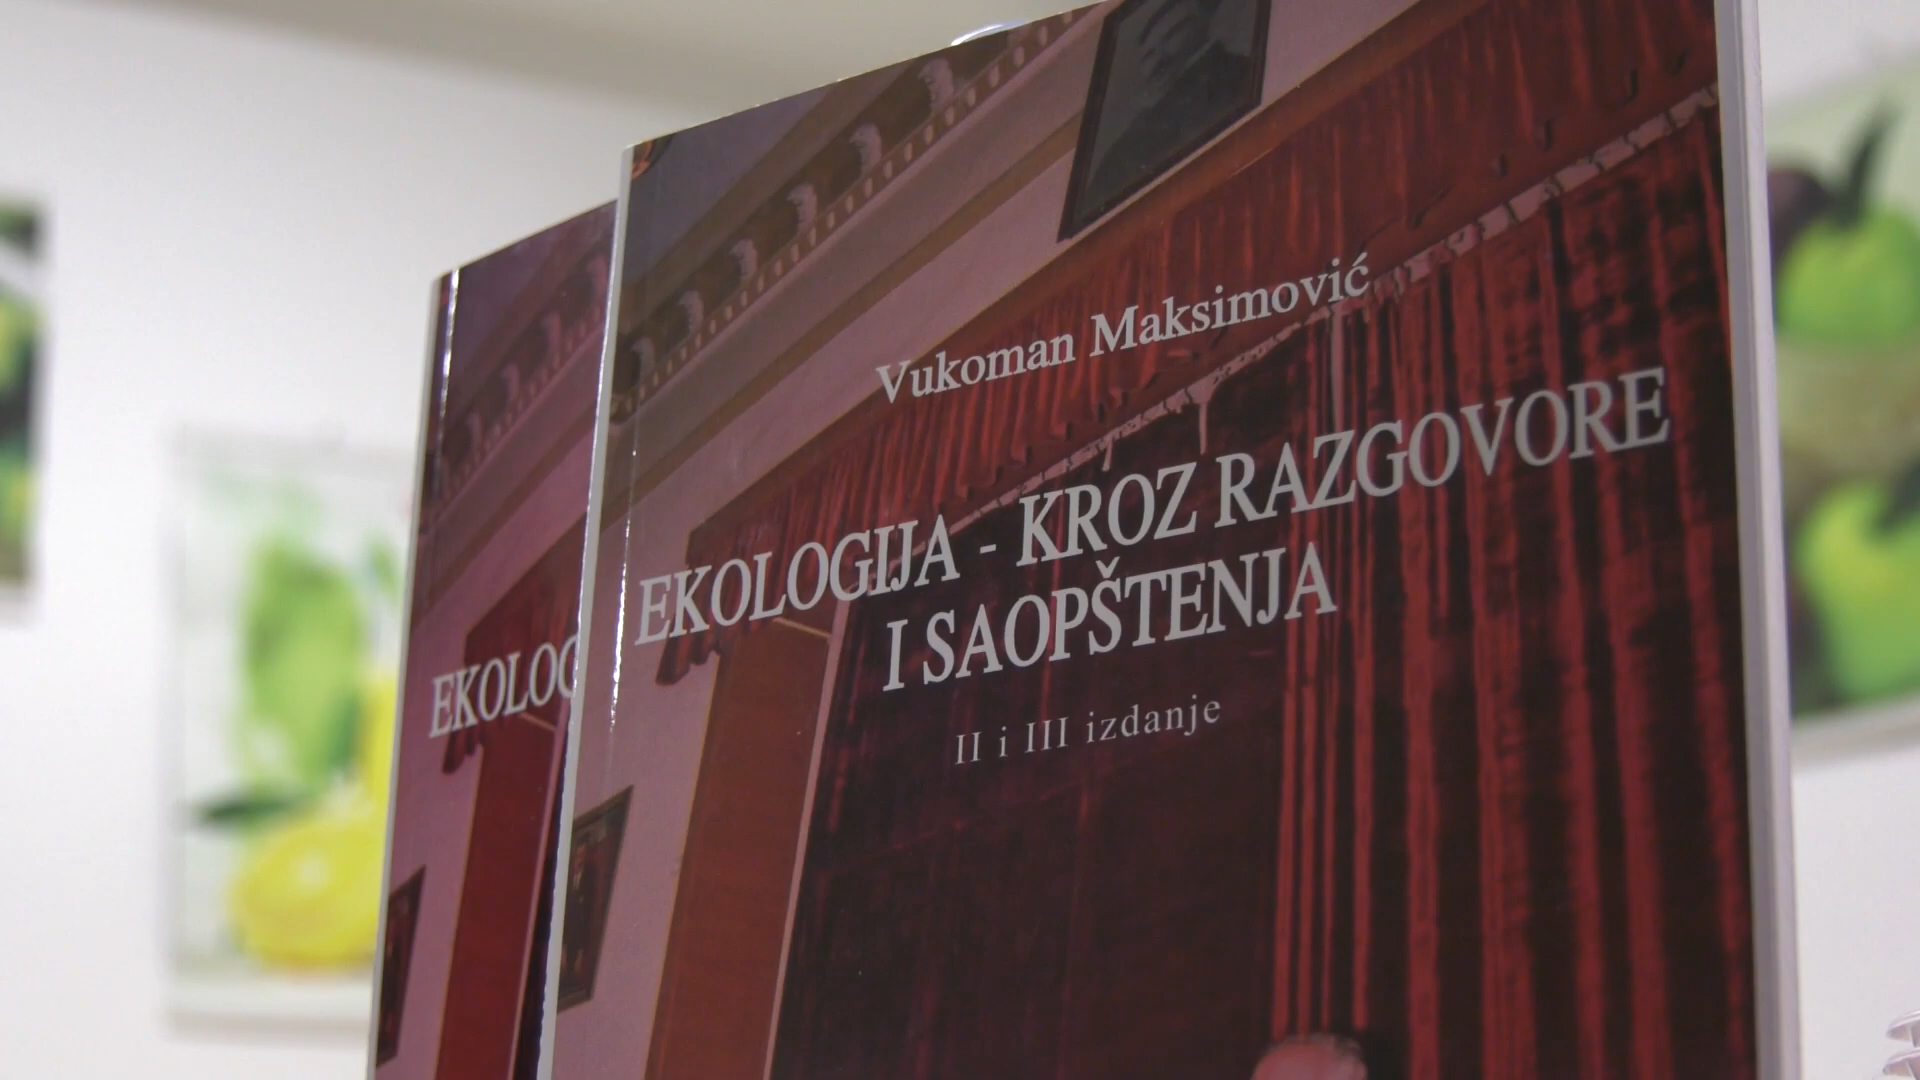 Vukoman Maksimović
EKOLOGIJA - KROZ RAZGOVORE
I SAOPŠTENJA
II i III izdanje
EKOLOG